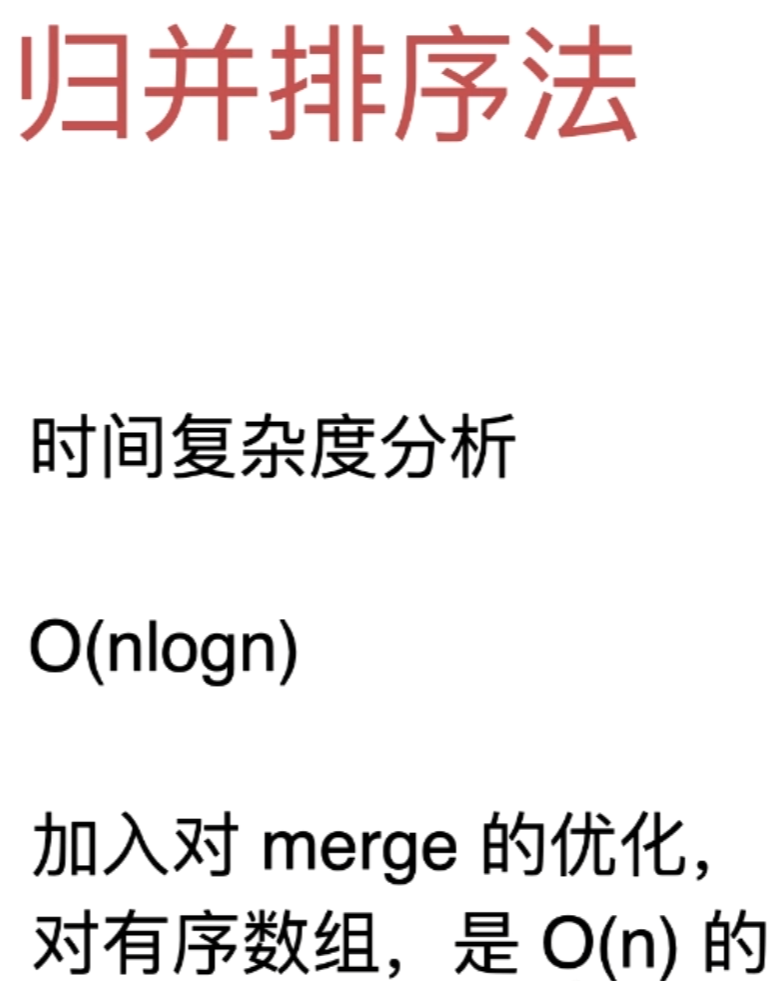 归并排序法
时间复杂度分析
O(nlogn)
加入对 merge 的优化，
对有序数组，是 O(n) 的